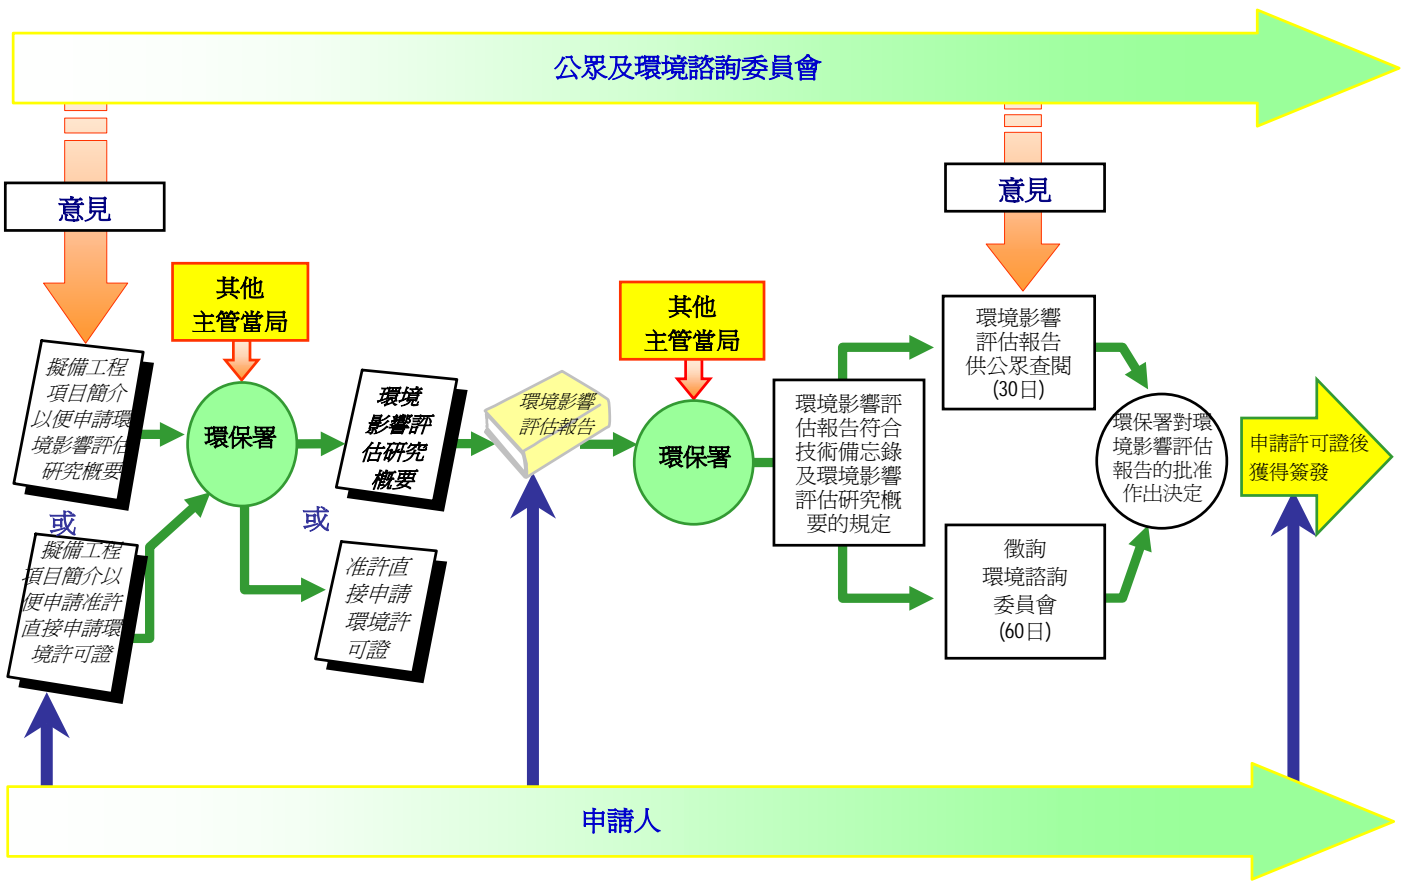 公眾及環境諮詢委員會
意見
意見
其他
主管當局
其他
主管當局
擬備工程
項目簡介
以便申請環
境影響評估
研究概要
或
擬備工程
項目簡介以
便申請准許
直接申請環
境許可證
環保署
環境
影響評
估研究
概要
或
准許直
接申請
環境許
可證
環境影響
評估報告
環保署
環境影響評
估報告符合
技術備忘錄
及環境影響
評估研究概
要的規定
環境影響
評估報告
供公眾查閱
(30日)
徵詢
環境諮詢
委員會
(60日)
環保署對環
境影響評估
報告的批准
作出決定
申請許可證後
獲得簽發
申請人